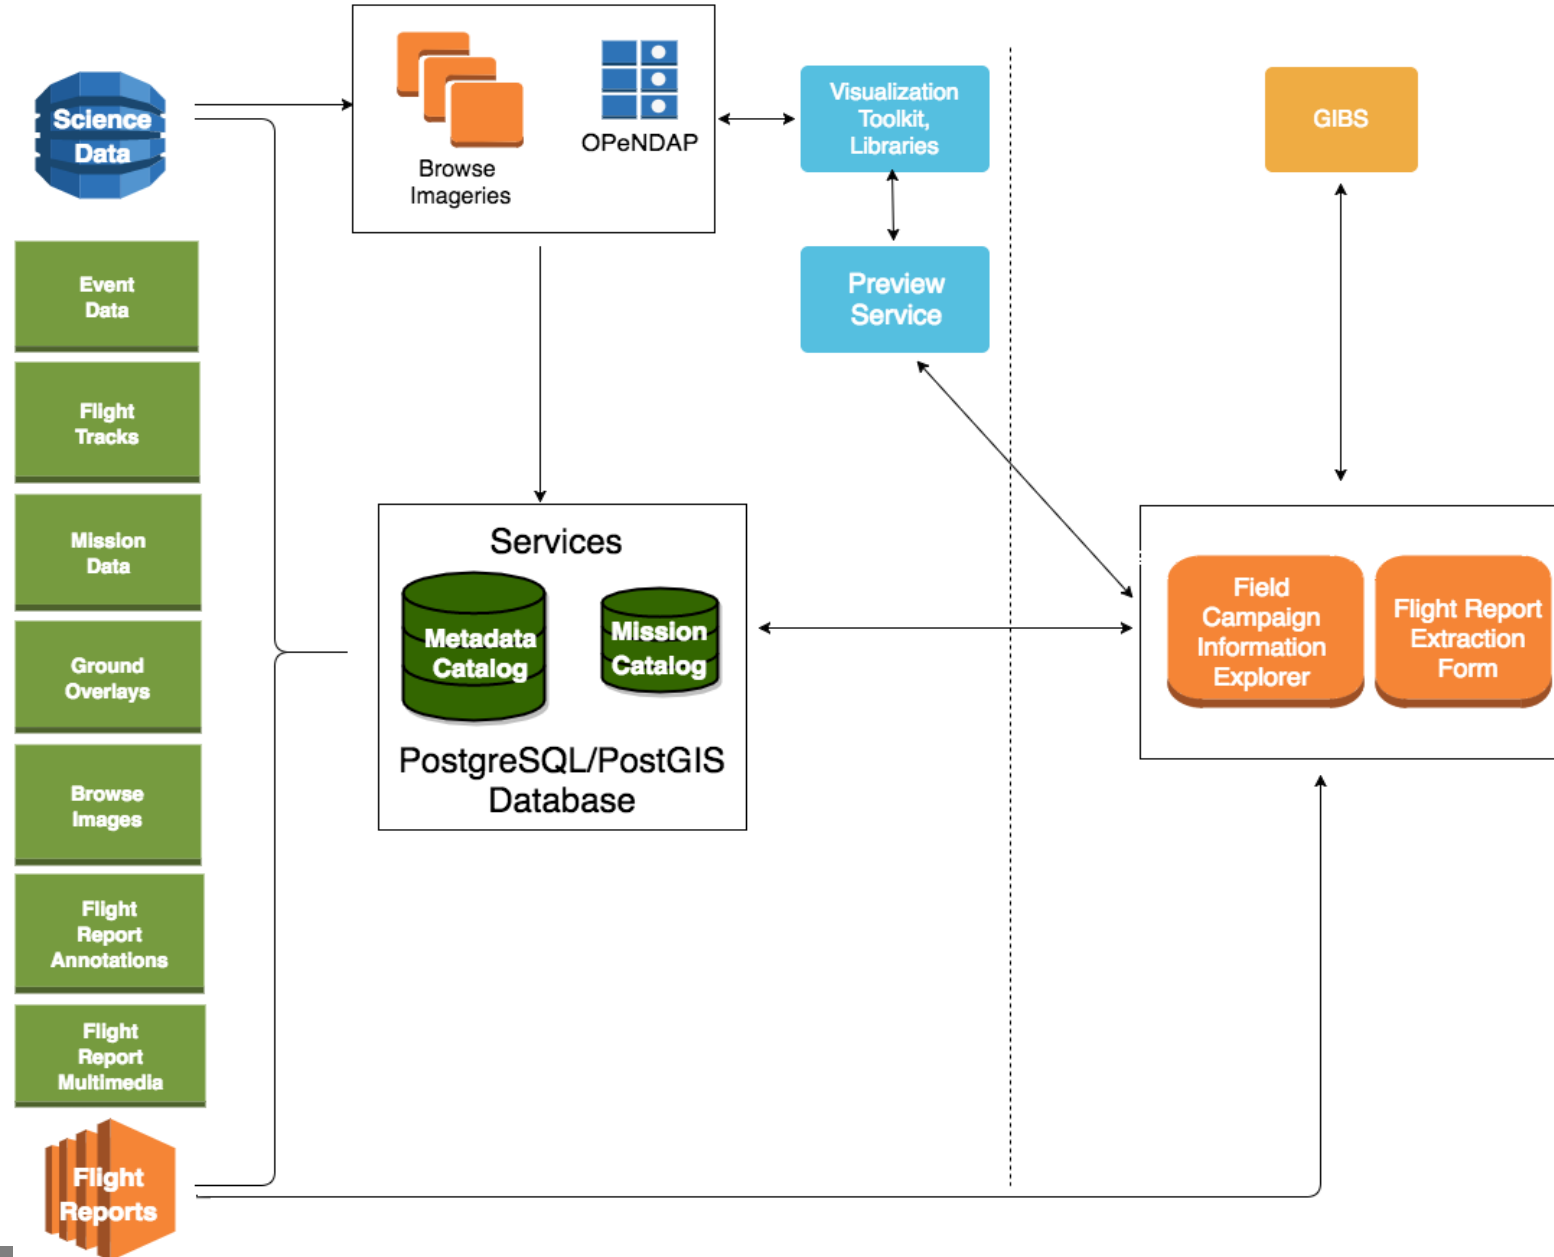 Science
Data
Event
Data
Flight
Tracks
Mission
Data
Ground
Overlays
Browse
Images
Flight
Report
Annotations
Flight
Report
Multimedia
Flight
Reports
Browse
Imageries
OPeNDAP
Visualization
Toolkit,
Libraries
Preview
Service
GIBS
Services
Metadata
Catalog
Mission
Catalog
PostgreSQL/PostGIS
Database
Field
Campaign
Information
Explorer
Flight Report
Extraction
Form